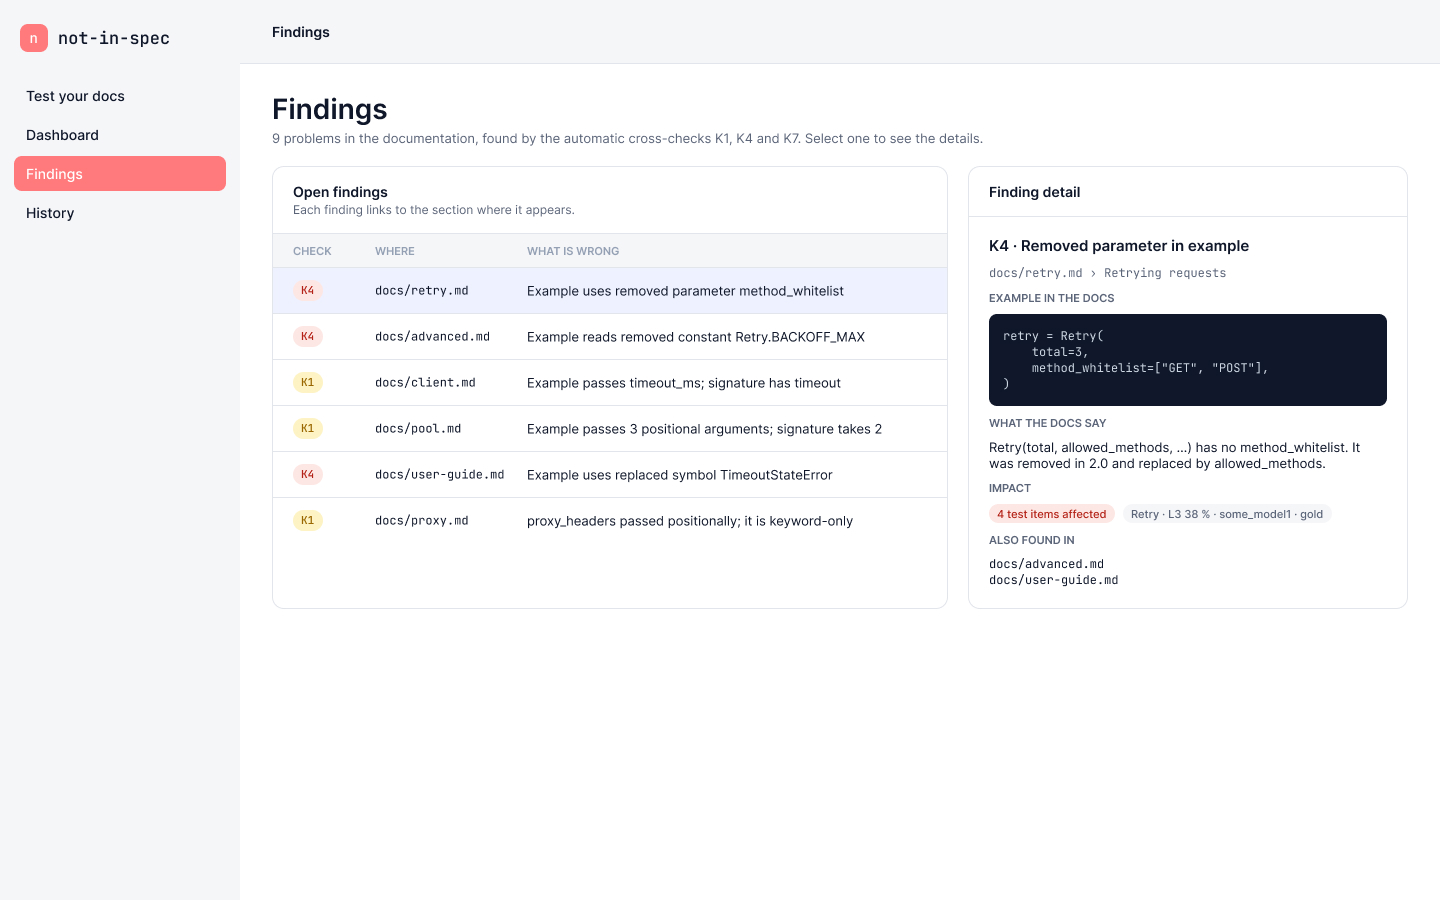 n not-in-spec
Test your docs
Dashboard
Findings
History
Findings
Findings
9 problems in the documentation, found by the automatic cross-checks K1, K4 and K7. Select one to see the details.
Open findings
Each finding links to the section where it appears.
CHECK WHERE WHAT IS WRONG
K4 docs/retry.md Example uses removed parameter method_whitelist
K4 docs/advanced.md Example reads removed constant Retry.BACKOFF_MAX
K1 docs/client.md Example passes timeout_ms; signature has timeout
K1 docs/pool.md Example passes 3 positional arguments; signature takes 2
K4 docs/user-guide.md Example uses replaced symbol TimeoutStateError
K1 docs/proxy.md proxy_headers passed positionally; it is keyword-only
Finding detail
K4 · Removed parameter in example
docs/retry.md › Retrying requests
EXAMPLE IN THE DOCS
retry = Retry(
    total=3,
    method_whitelist=["GET", "POST"],
)
WHAT THE DOCS SAY
Retry(total, allowed_methods, …) has no method_whitelist. It
was removed in 2.0 and replaced by allowed_methods.
IMPACT
4 test items affected Retry · L3 38 % · some_model1 · gold
ALSO FOUND IN
docs/advanced.md
docs/user-guide.md